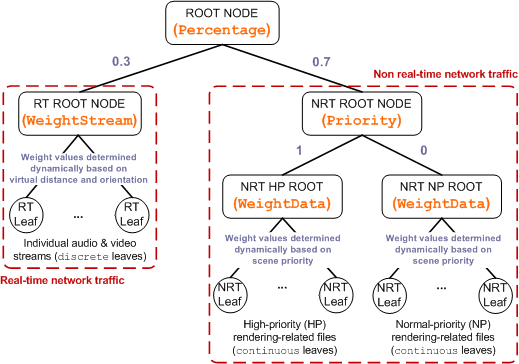 ROOT NODE
(Percentage)
0.3
0.7
Non real-time network traffic
RT ROOT NODE
(WeightStream)
NRT ROOT NODE
(Priority)
Weight values determined
dynamically based on
virtual distance and orientation
1
0
NRT HP ROOT
(WeightData)
NRT NP ROOT
(WeightData)
RT
Leaf
...
RT
Leaf
Individual audio & video
streams (discrete leaves)
Real-time network traffic
Weight values determined
dynamically based on
scene priority
Weight values determined
dynamically based on
scene priority
NRT
Leaf
...
NRT
Leaf
NRT
Leaf
...
NRT
Leaf
High-priority (HP)
rendering-related files
(continuous leaves)
Normal-priority (NP)
rendering-related files
(continuous leaves)